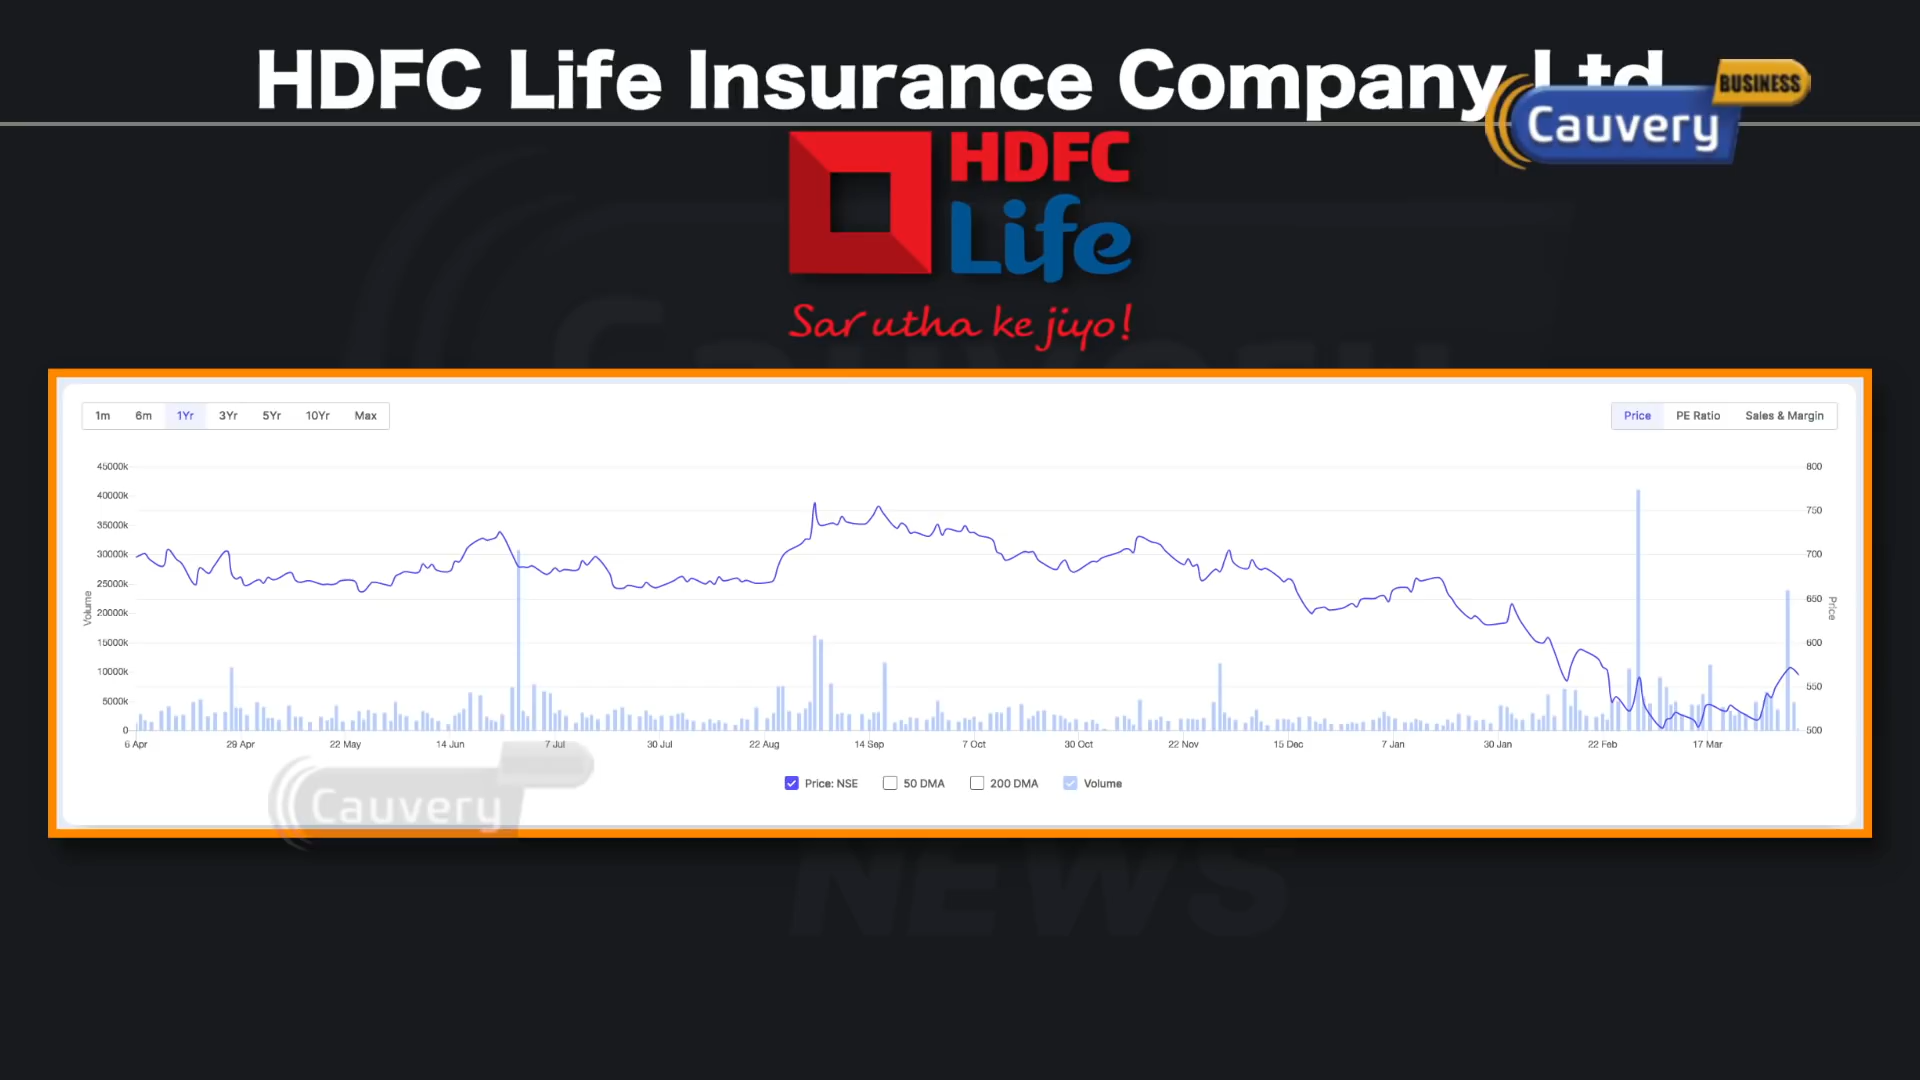 HDFC Life Insurance Company Ltd
BUSINESS
Cauvery
HDFC
Life
Sar utha ke jiyo!
1m 6m 1Yr 3Yr 5Yr 10Yr Max
Price PE Ratio Sales & Margin
45000k 800
40000k
35000k 750
30000k 700
25000k
20000k 650
15000k 600
10000k
5000k 550
0 500
Volume
Price
6 Apr 29 Apr 22 May 14 Jun 7 Jul 30 Jul 22 Aug 14 Sep 7 Oct 30 Oct 22 Nov 15 Dec 7 Jan 30 Jan 22 Feb 17 Mar
Price: NSE 50 DMA 200 DMA Volume
Cauvery
Cauvery
NEWS